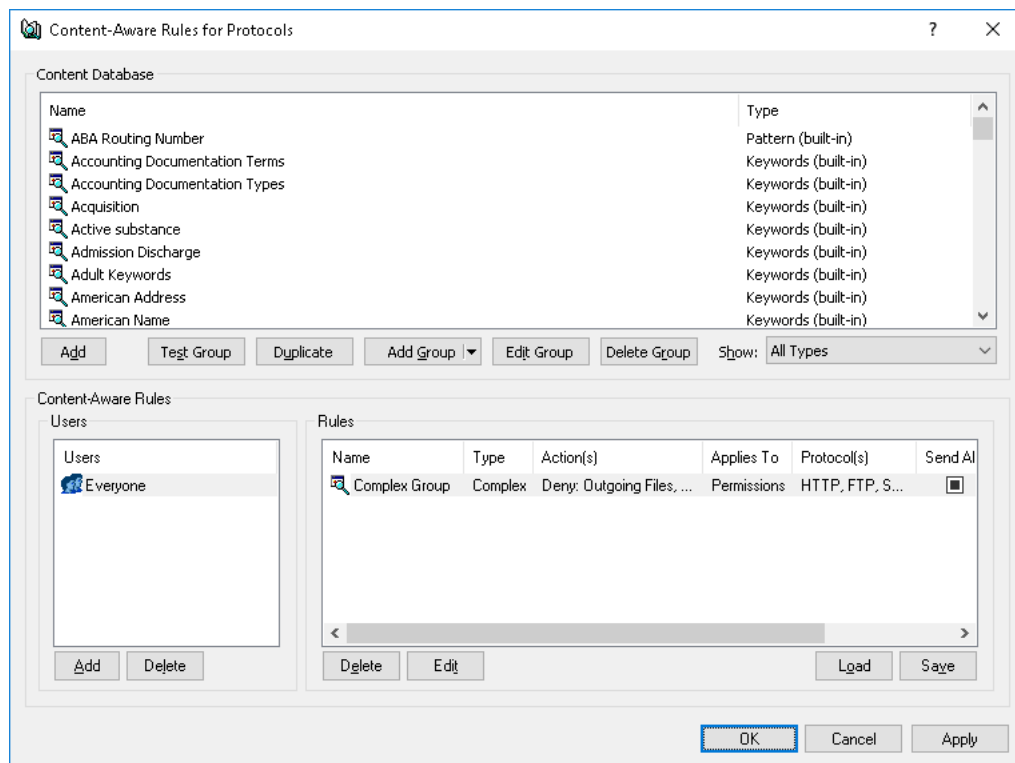 Content-Aware Rules for Protocols ?
Content Database
Name Type
ABA Routing Number Pattern (built-in)
Accounting Documentation Terms Keywords (built-in)
Accounting Documentation Types Keywords (built-in)
Acquisition Keywords (built-in)
Active substance Keywords (built-in)
Admission Discharge Keywords (built-in)
Adult Keywords Keywords (built-in)
American Address Keywords (built-in)
American Name Keywords (built-in)
Add Test Group Duplicate Add Group Edit Group Delete Group Show: All Types
Content-Aware Rules
Users Rules
Users Name Type Action(s) Applies To Protocol(s) Send Al
Everyone Complex Group Complex Deny: Outgoing Files, ... Permissions HTTP, FTP, S...
Add Delete Delete Edit Load Save
OK Cancel Apply